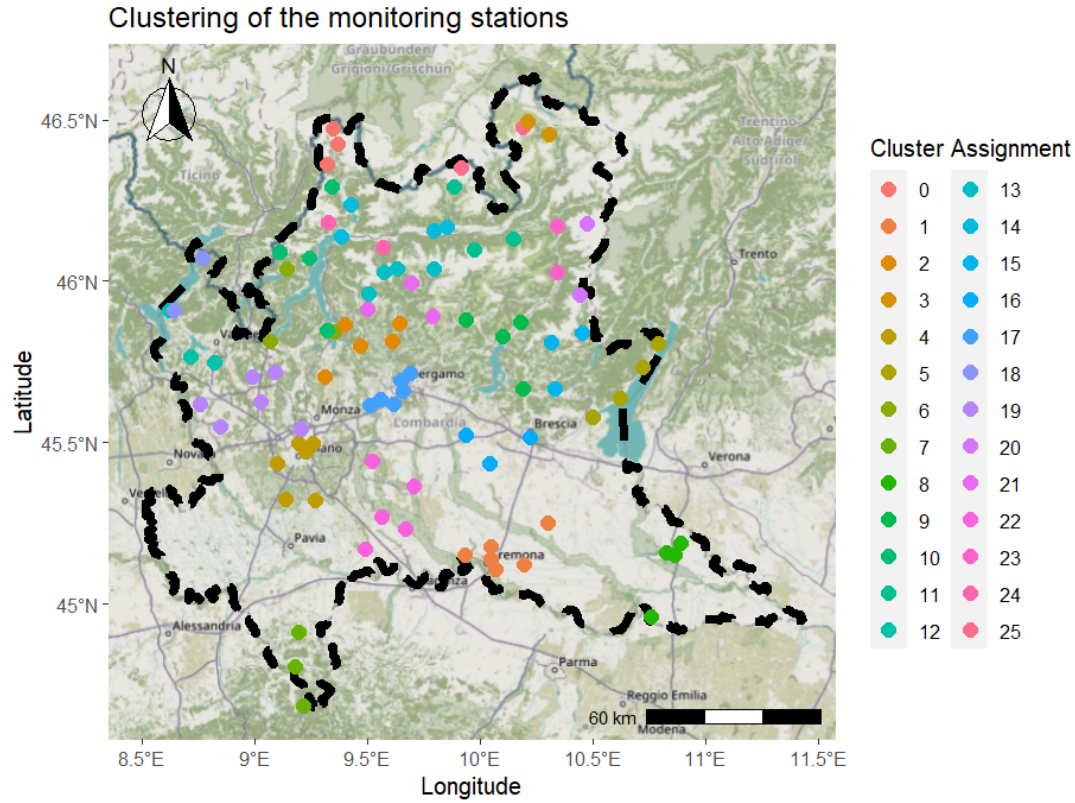 Clustering of the monitoring stations
Graubünden/
Grigioni/Grischun
N
46.5°N
Trentino-
Alto Adige/
Südtirol
Ticino
Trento
46°N
Bergamo
Monza
Lombardia
Brescia
45.5°N
Verona
Pavia
45°N
Alessandria
Parma
Reggio Emilia
Modena
60 km
8.5°E
9°E
9.5°E
10°E
10.5°E
11°E
11.5°E
Longitude
Latitude
Cluster Assignment
0
1
2
3
4
5
6
7
8
9
10
11
12
13
14
15
16
17
18
19
20
21
22
23
24
25